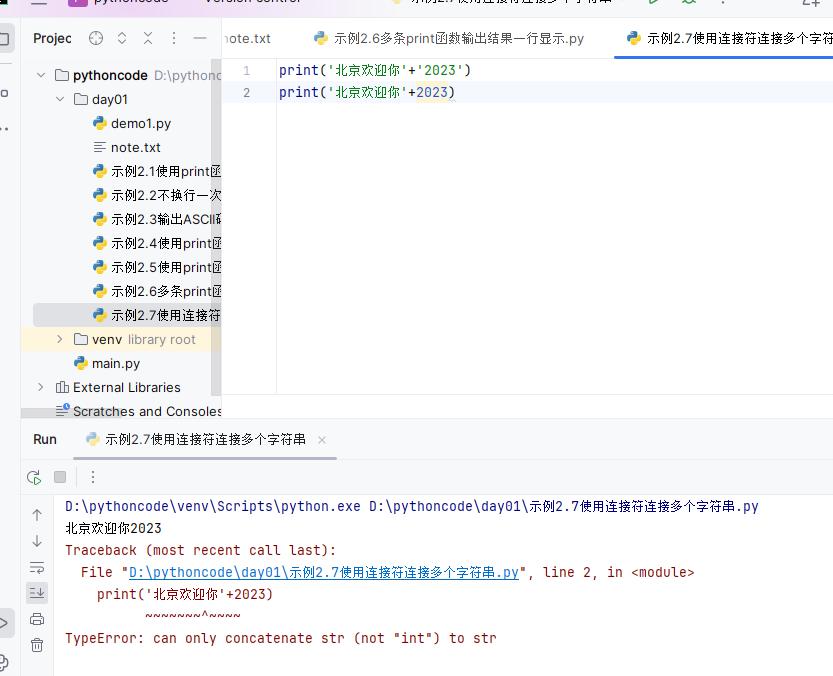 pythoncode
Version control
示例2.7使用连接符连接多个字符串
Projec
note.txt
示例2.6多条print函数输出结果一行显示.py
示例2.7使用连接符连接多个字符
pythoncode D:\pythonc
day01
demo1.py
note.txt
示例2.1使用print函
示例2.2不换行一次
示例2.3输出ASCII码
示例2.4使用print函
示例2.5使用print函
示例2.6多条print函
示例2.7使用连接符
venv library root
main.py
External Libraries
Scratches and Consoles
1 print('北京欢迎你'+'2023')
2 print('北京欢迎你'+2023)
Run
示例2.7使用连接符连接多个字符串
D:\pythoncode\venv\Scripts\python.exe D:\pythoncode\day01\示例2.7使用连接符连接多个字符串.py
北京欢迎你2023
Traceback (most recent call last):
File "D:\pythoncode\day01\示例2.7使用连接符连接多个字符串.py", line 2, in <module>
print('北京欢迎你'+2023)
~~~~~~~^~~~~
TypeError: can only concatenate str (not "int") to str